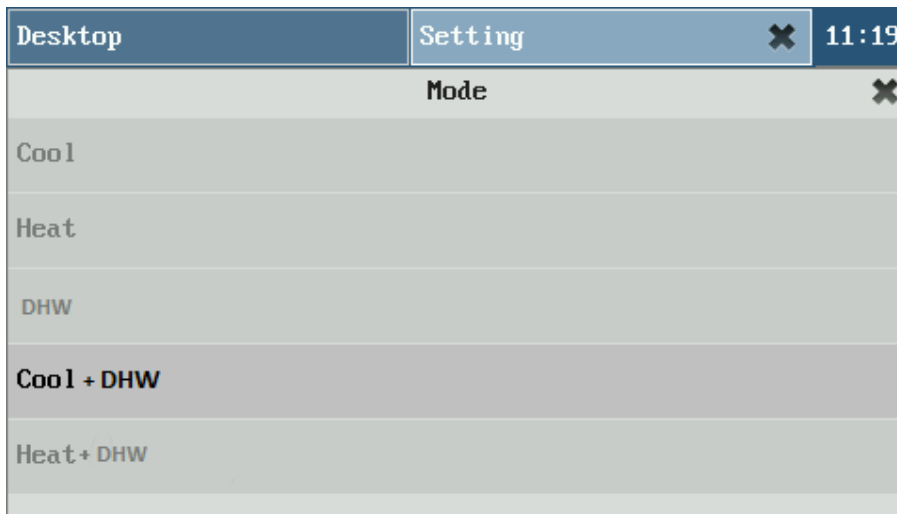 Desktop Setting 11:19
Mode
Cool
Heat
DHW
Cool + DHW
Heat+ DHW